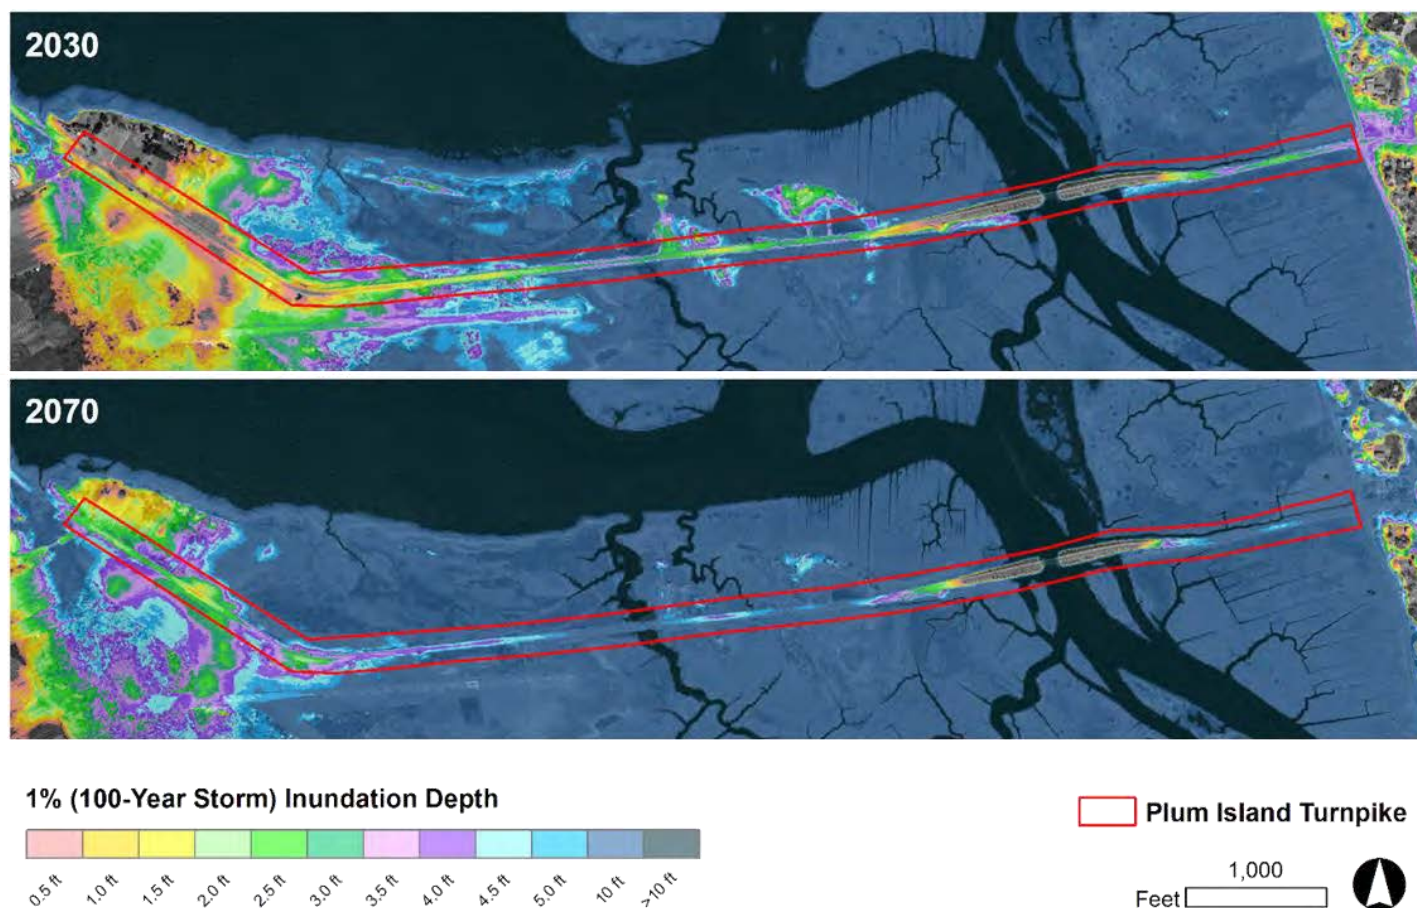 2030
2070
1% (100-Year Storm) Inundation Depth
0.5 ft
1.0 ft
1.5 ft
2.0 ft
2.5 ft
3.0 ft
3.5 ft
4.0 ft
4.5 ft
5.0 ft
10 ft
>10 ft
Plum Island Turnpike
1,000
Feet